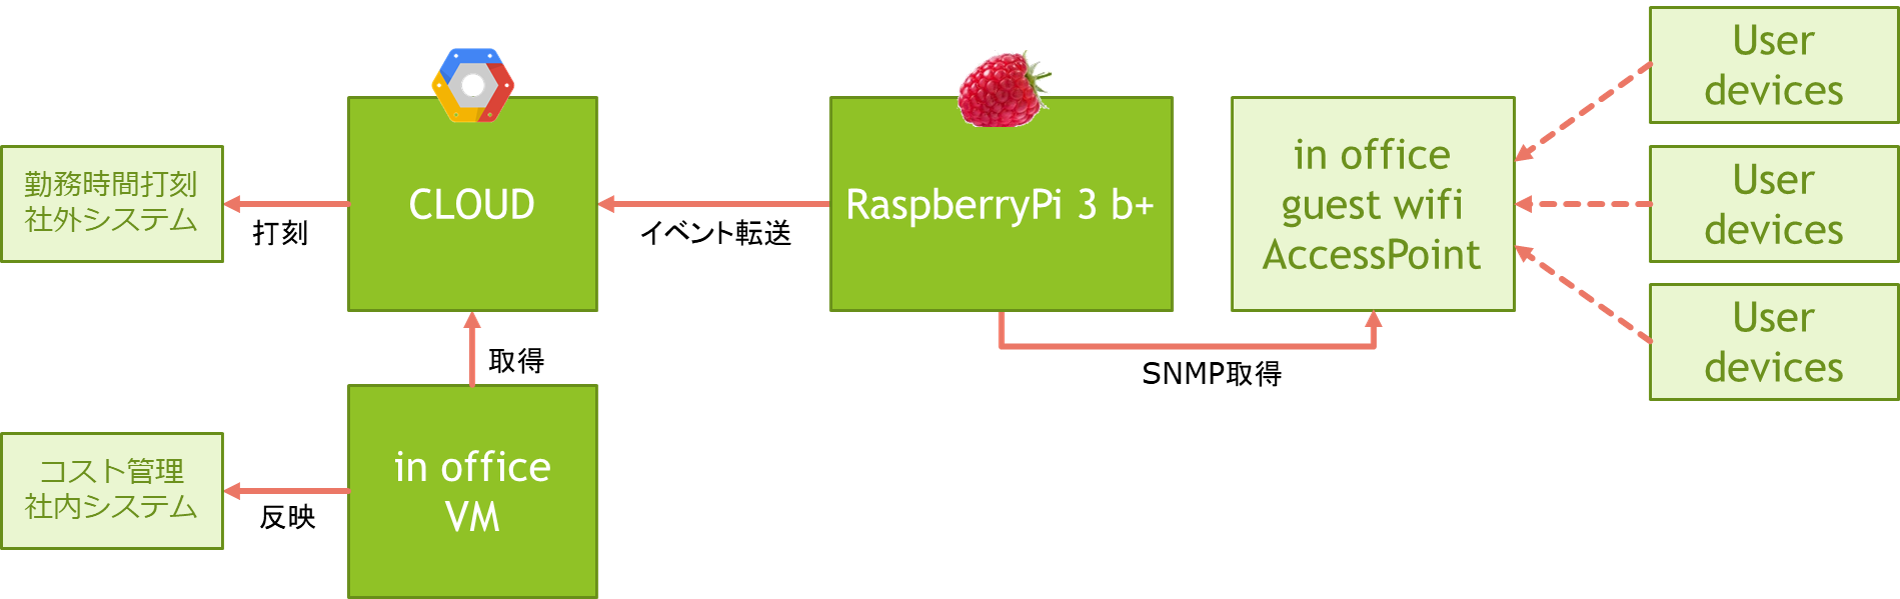 勤務時間打刻
社外システム
打刻
CLOUD
イベント転送
RaspberryPi 3 b+
in office
guest wifi
AccessPoint
User
devices
User
devices
User
devices
SNMP取得
取得
コスト管理
社内システム
反映
in office
VM